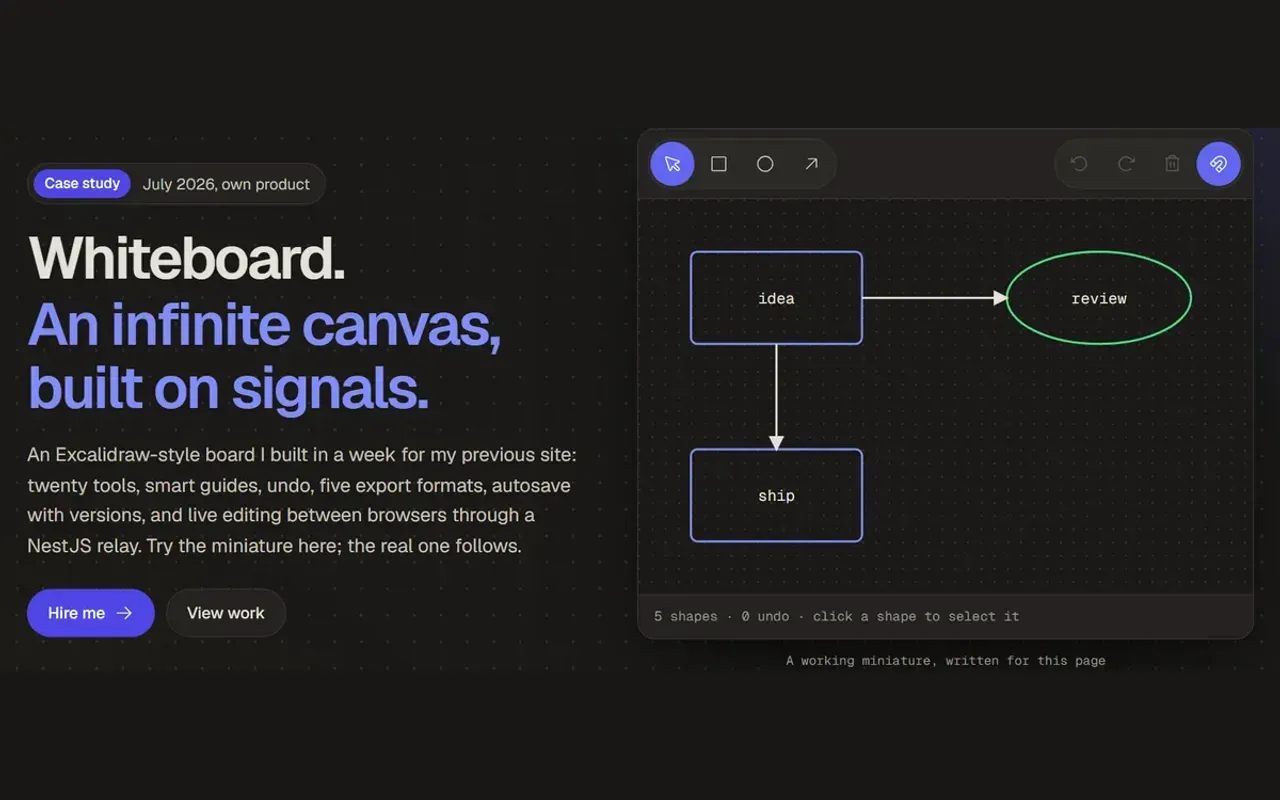 Case study July 2026, own product
Whiteboard.
An infinite canvas,
built on signals.
An Excalidraw-style board I built in a week for my previous site:
twenty tools, smart guides, undo, five export formats, autosave
with versions, and live editing between browsers through a
NestJS relay. Try the miniature here; the real one follows.
Hire me
View work
idea
review
ship
5 shapes · 0 undo · click a shape to select it
A working miniature, written for this page